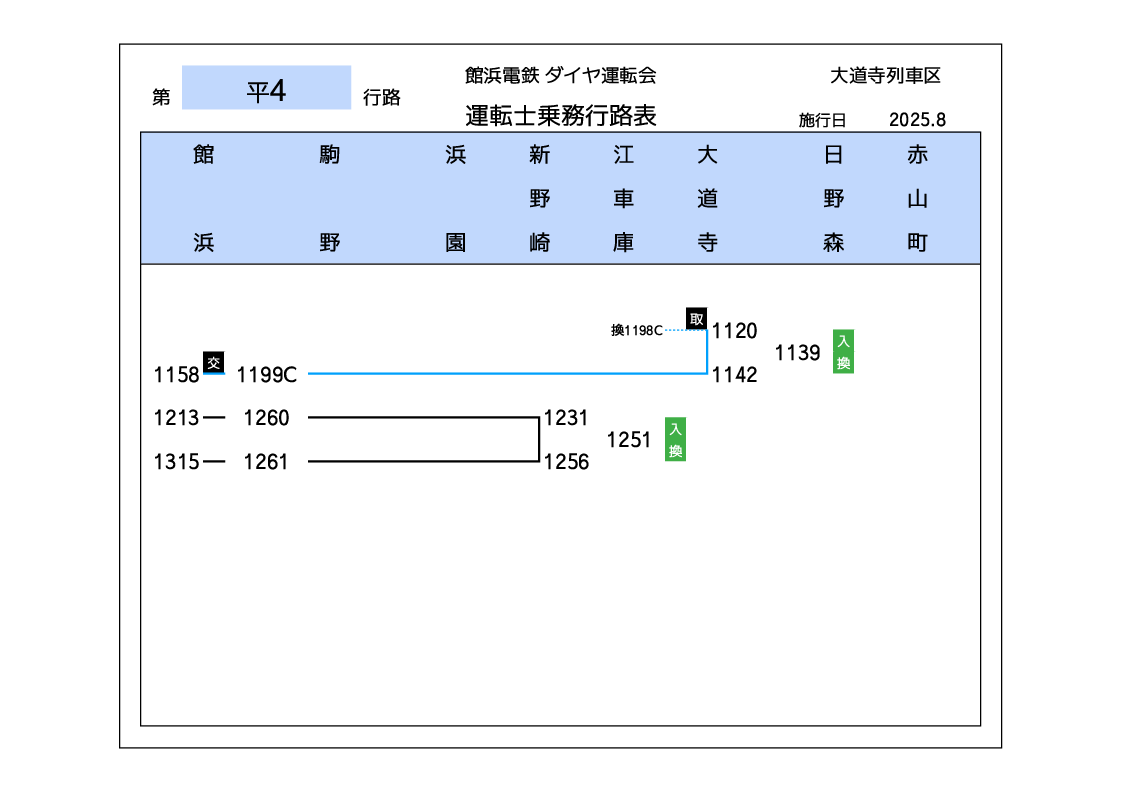 館浜電鉄 ダイヤ運転会
大道寺列車区
第 平4 行路
運転士乗務行路表
施行日 2025.8
館浜 駒野 浜園 新野崎 江車庫 大道寺 日野森 赤山町
換1198C 取 1120
1139 入換
1158 交 1199C 1142
1213 1260 1231
1251 入換
1315 1261 1256